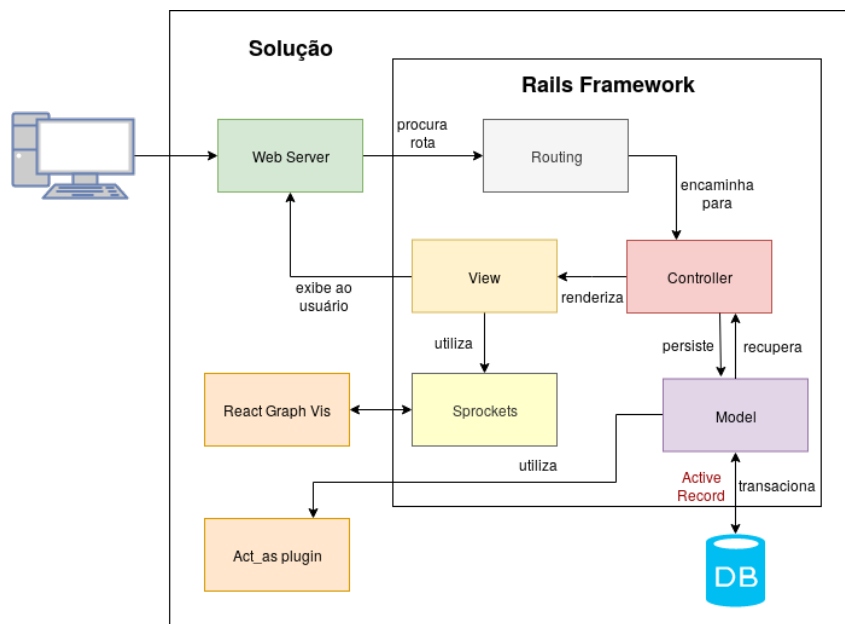 Solução
Rails Framework
procura
rota
Web Server
Routing
encaminha
para
View
Controller
exibe ao
usuário
renderiza
utiliza
persiste
recupera
React Graph Vis
Sprockets
Model
utiliza
Active
Record
transaciona
Act_as plugin
DB